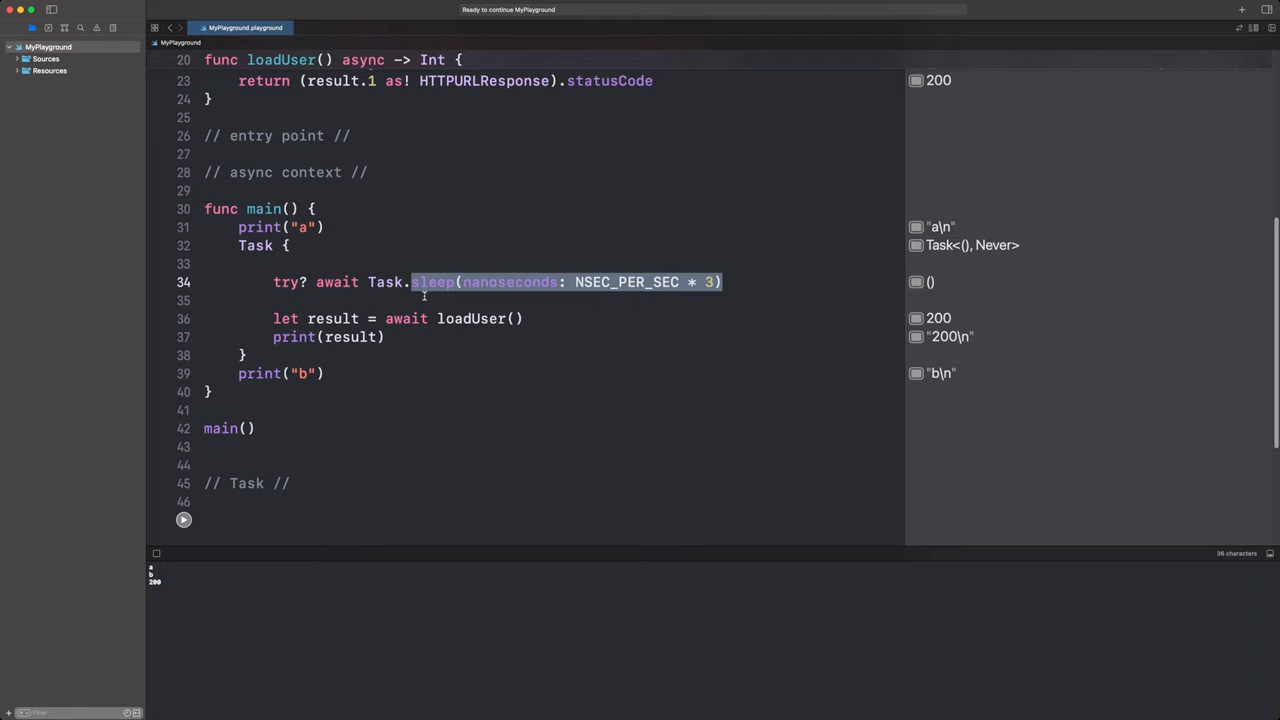 Ready to continue MyPlayground
MyPlayground.playground
MyPlayground
MyPlayground
Sources
Resources
20 func loadUser() async -> Int {
23 return (result.1 as! HTTPURLResponse).statusCode
200
24 }
25
26 // entry point //
27
28 // async context //
29
30 func main() {
31 print("a")
"a\n"
32 Task {
Task<(), Never>
33
34 try? await Task.sleep(nanoseconds: NSEC_PER_SEC * 3)
()
35
36 let result = await loadUser()
200
37 print(result)
"200\n"
38 }
39 print("b")
"b\n"
40 }
41
42 main()
43
44
45 // Task //
46
36 characters
a
b
200
Filter